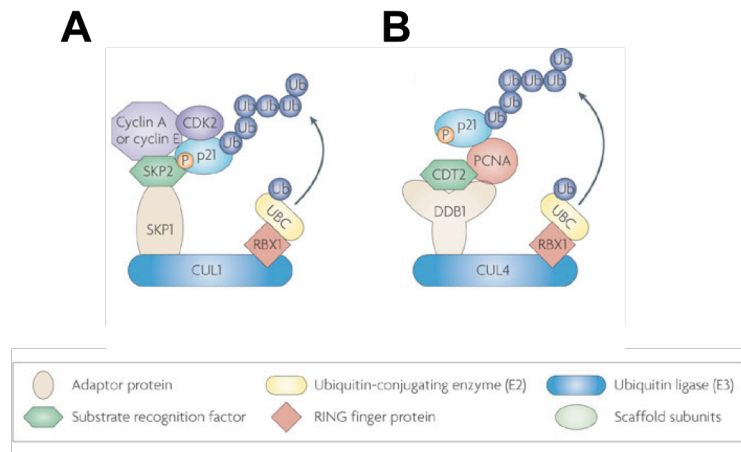 A
B
Cyclin A
or cyclin E
CDK2
P
p21
Ub
Ub
Ub
Ub
Ub
Ub
SKP2
SKP1
Ub
UBC
RBX1
CUL1
P
p21
Ub
Ub
Ub
Ub
Ub
Ub
PCNA
CDT2
DDB1
Ub
UBC
RBX1
CUL4
Adaptor protein
Ubiquitin-conjugating enzyme (E2)
Ubiquitin ligase (E3)
Substrate recognition factor
RING finger protein
Scaffold subunits